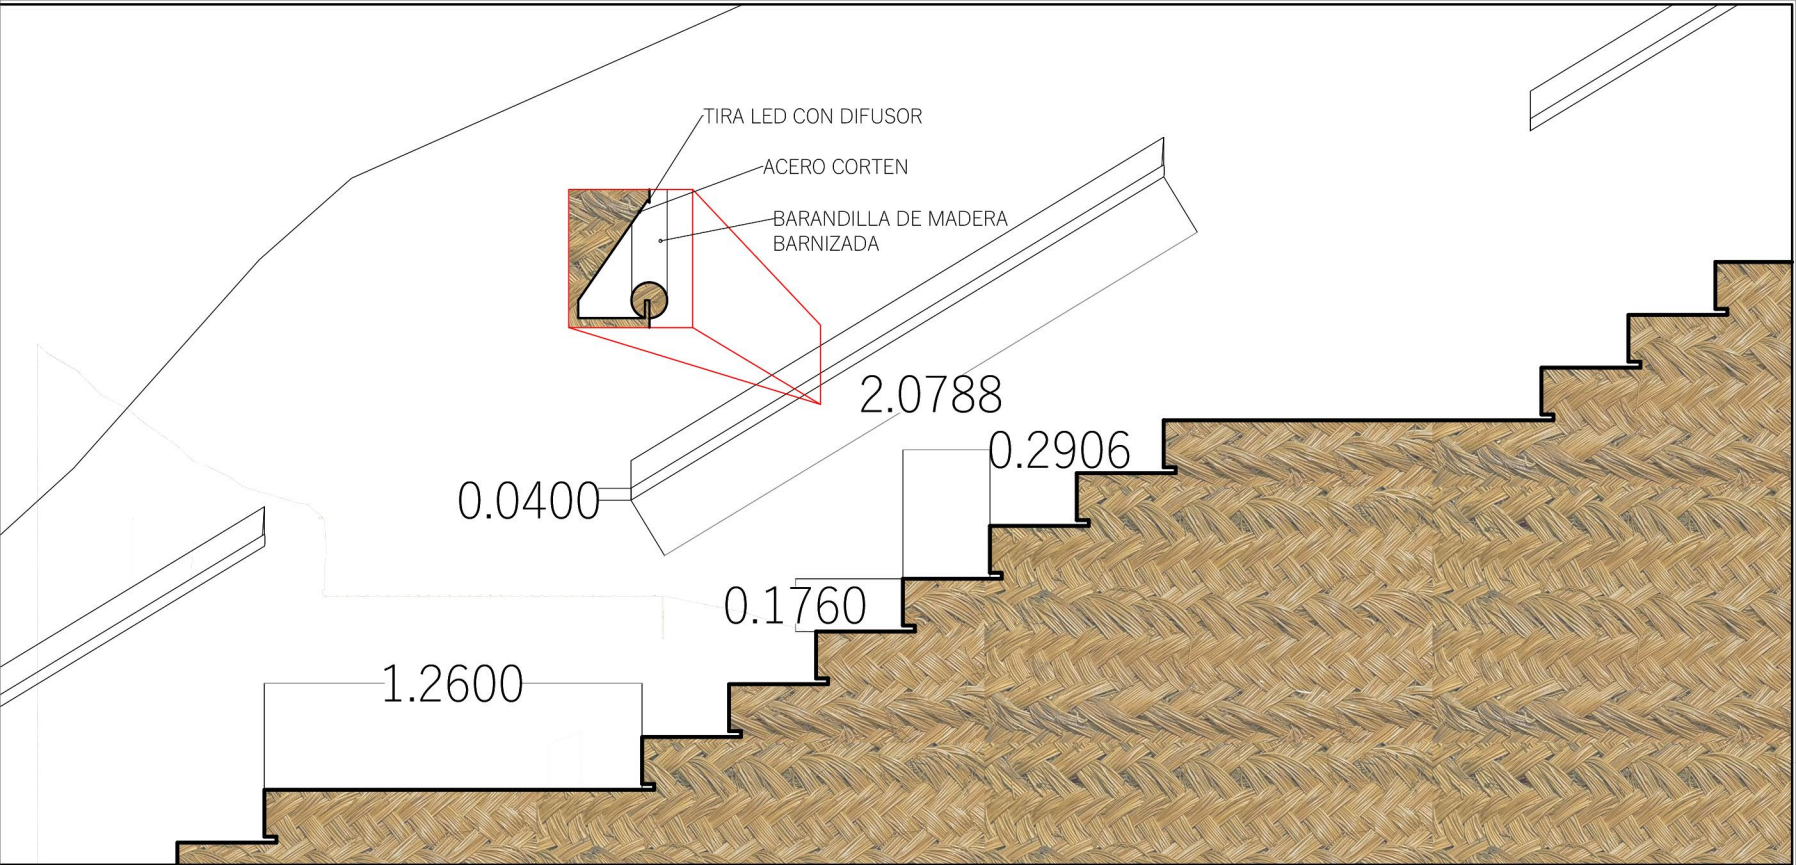 TIRA LED CON DIFUSOR
ACERO CORTEN
BARANDILLA DE MADERA
BARNIZADA
2.0788
0.2906
0.0400
0.1760
1.2600